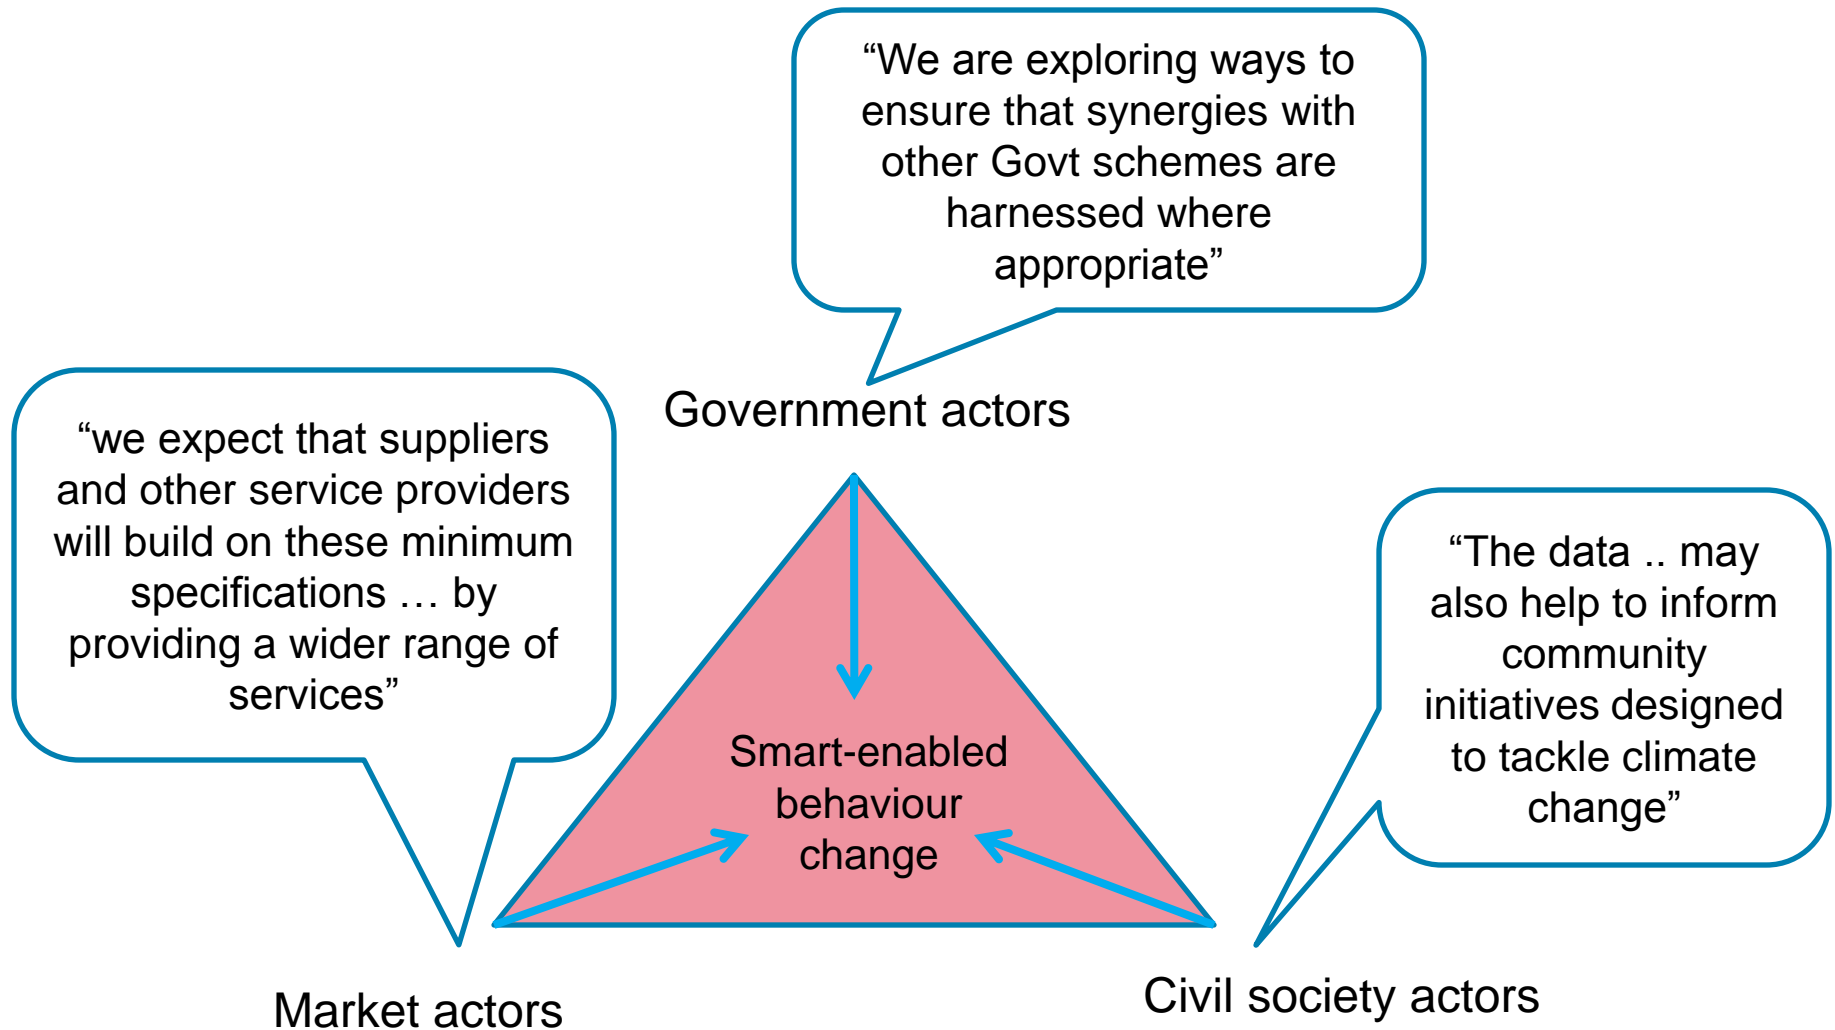 “We are exploring ways to
ensure that synergies with
other Govt schemes are
harnessed where
appropriate”
Government actors
“we expect that suppliers
and other service providers
will build on these minimum
specifications … by
providing a wider range of
services”
“The data .. may
also help to inform
community
initiatives designed
to tackle climate
change”
Smart-enabled
behaviour
change
Market actors
Civil society actors